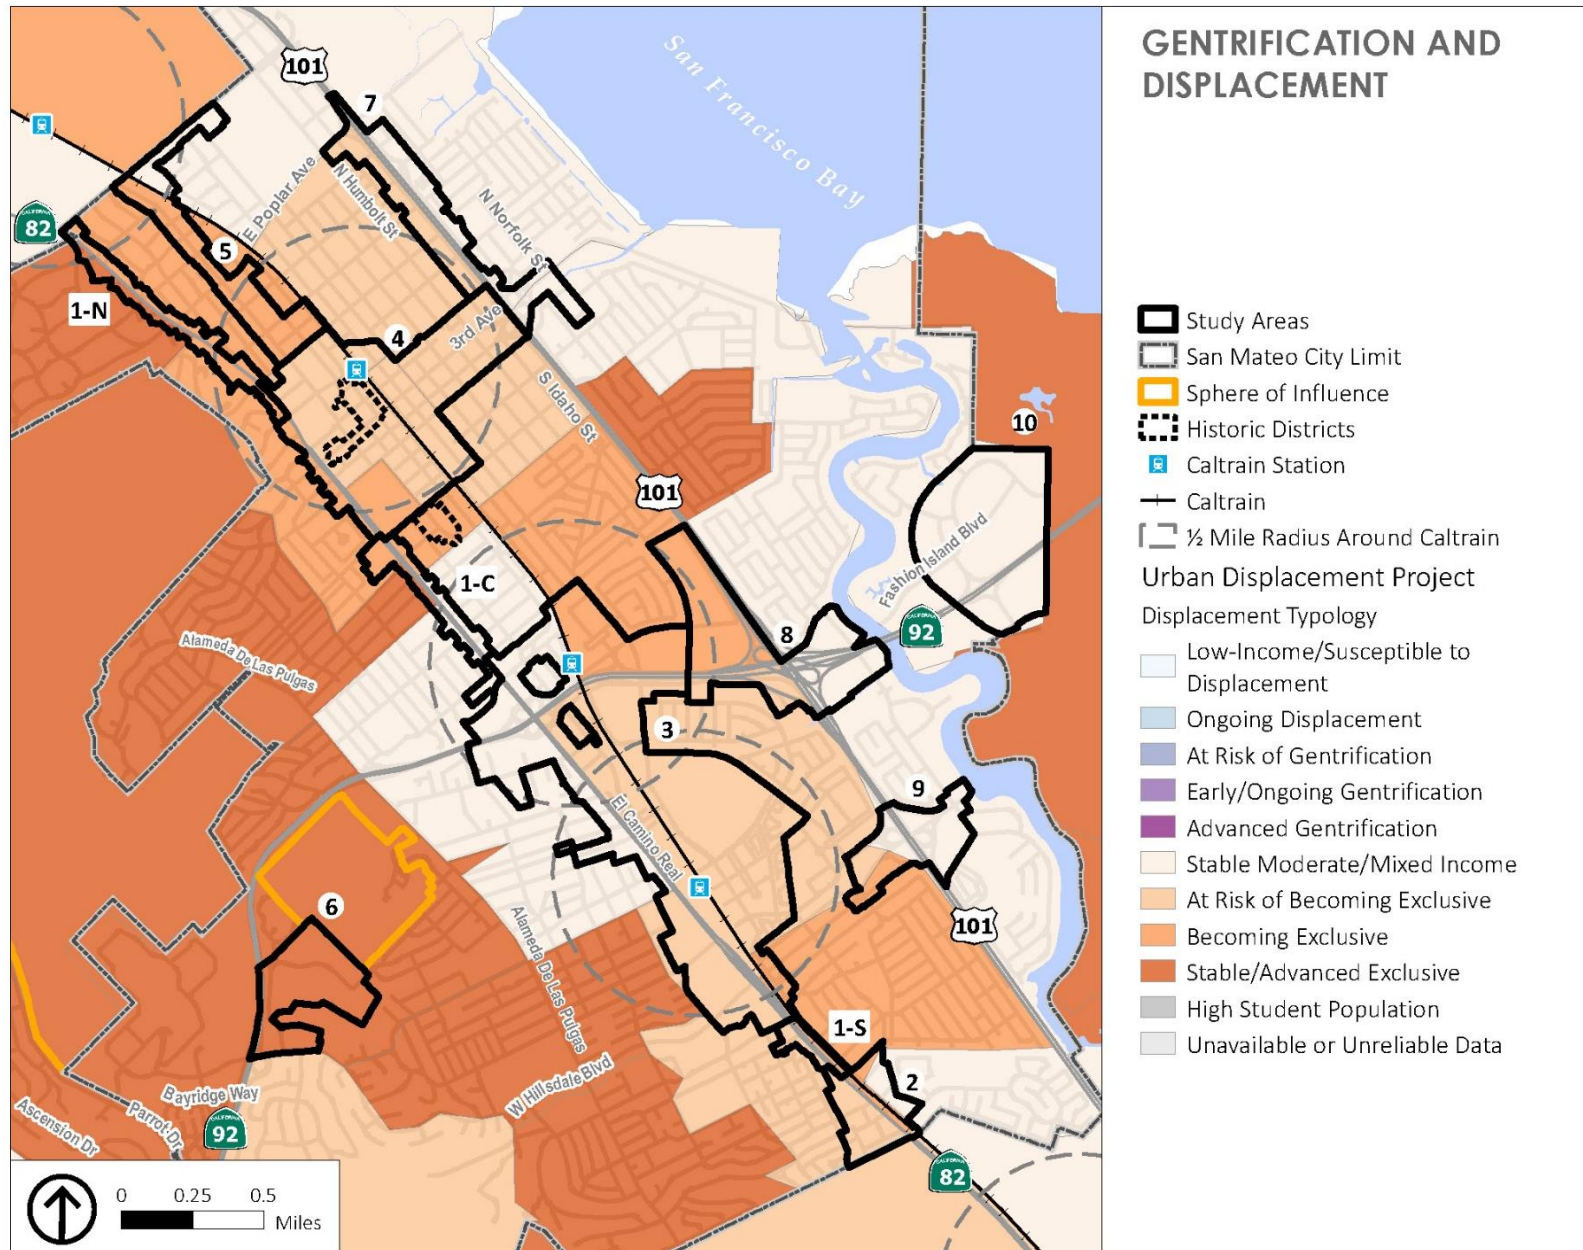 GENTRIFICATION AND
DISPLACEMENT
Study Areas
San Mateo City Limit
Sphere of Influence
Historic Districts
Caltrain Station
Caltrain
½ Mile Radius Around Caltrain
Urban Displacement Project
Displacement Typology
Low-Income/Susceptible to
Displacement
Ongoing Displacement
At Risk of Gentrification
Early/Ongoing Gentrification
Advanced Gentrification
Stable Moderate/Mixed Income
At Risk of Becoming Exclusive
Becoming Exclusive
Stable/Advanced Exclusive
High Student Population
Unavailable or Unreliable Data
San Francisco Bay
101
7
E Poplar Ave
N Humbolt St
N Norfolk St
CALIFORNIA
82
5
1-N
4
3rd Ave
S Idaho St
10
101
Fashion Island Blvd
1-C
8
CALIFORNIA
92
Alameda De Las Pulgas
3
9
El Camino Real
6
Alameda De Las Pulgas
101
1-S
W Hillsdale Blvd
2
Bayridge Way
Ascension Dr
Parrot Dr
CALIFORNIA
92
CALIFORNIA
82
0 0.25 0.5
Miles